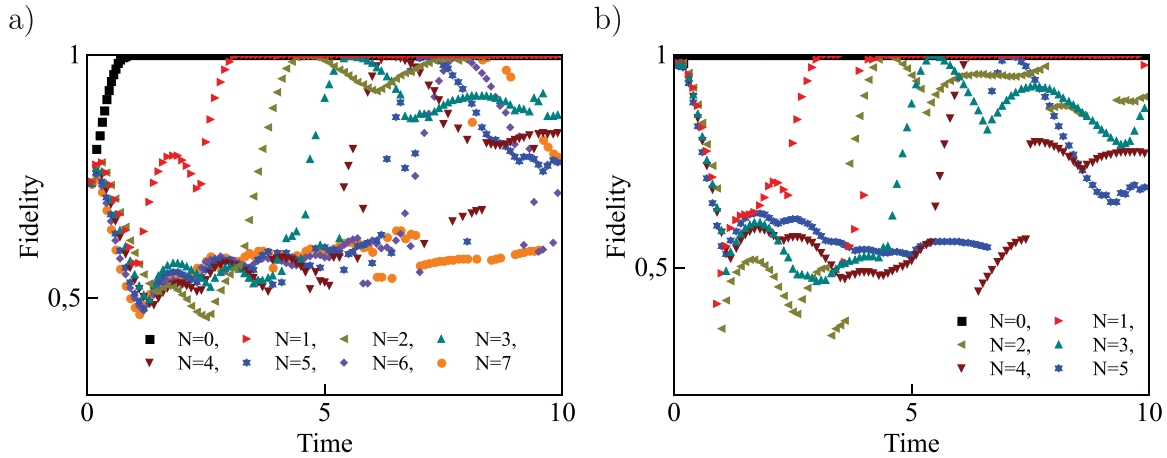 a)
1
Fidelity
0,5
N=0, N=1, N=2, N=3,
N=4, N=5, N=6, N=7
0 5 10
Time
b)
1
Fidelity
0,5
N=0, N=1,
N=2, N=3,
N=4, N=5
0 5 10
Time